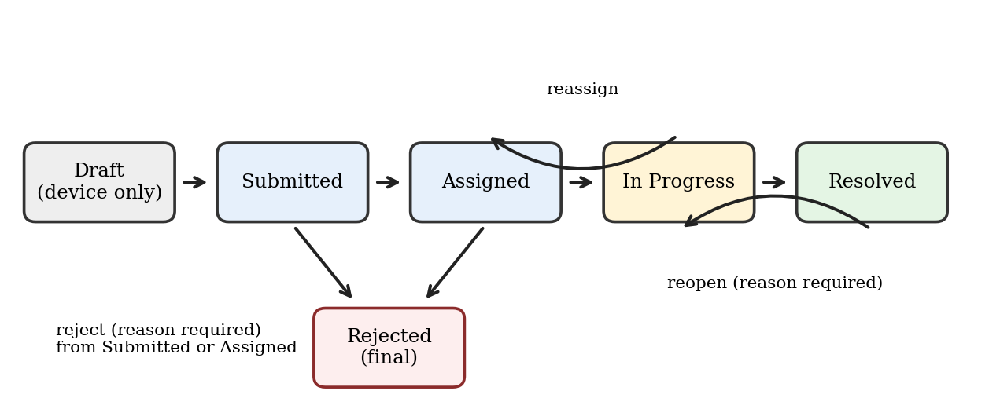 reassign
Draft
(device only)
Submitted
Assigned
In Progress
Resolved
reopen (reason required)
reject (reason required)
from Submitted or Assigned
Rejected
(final)